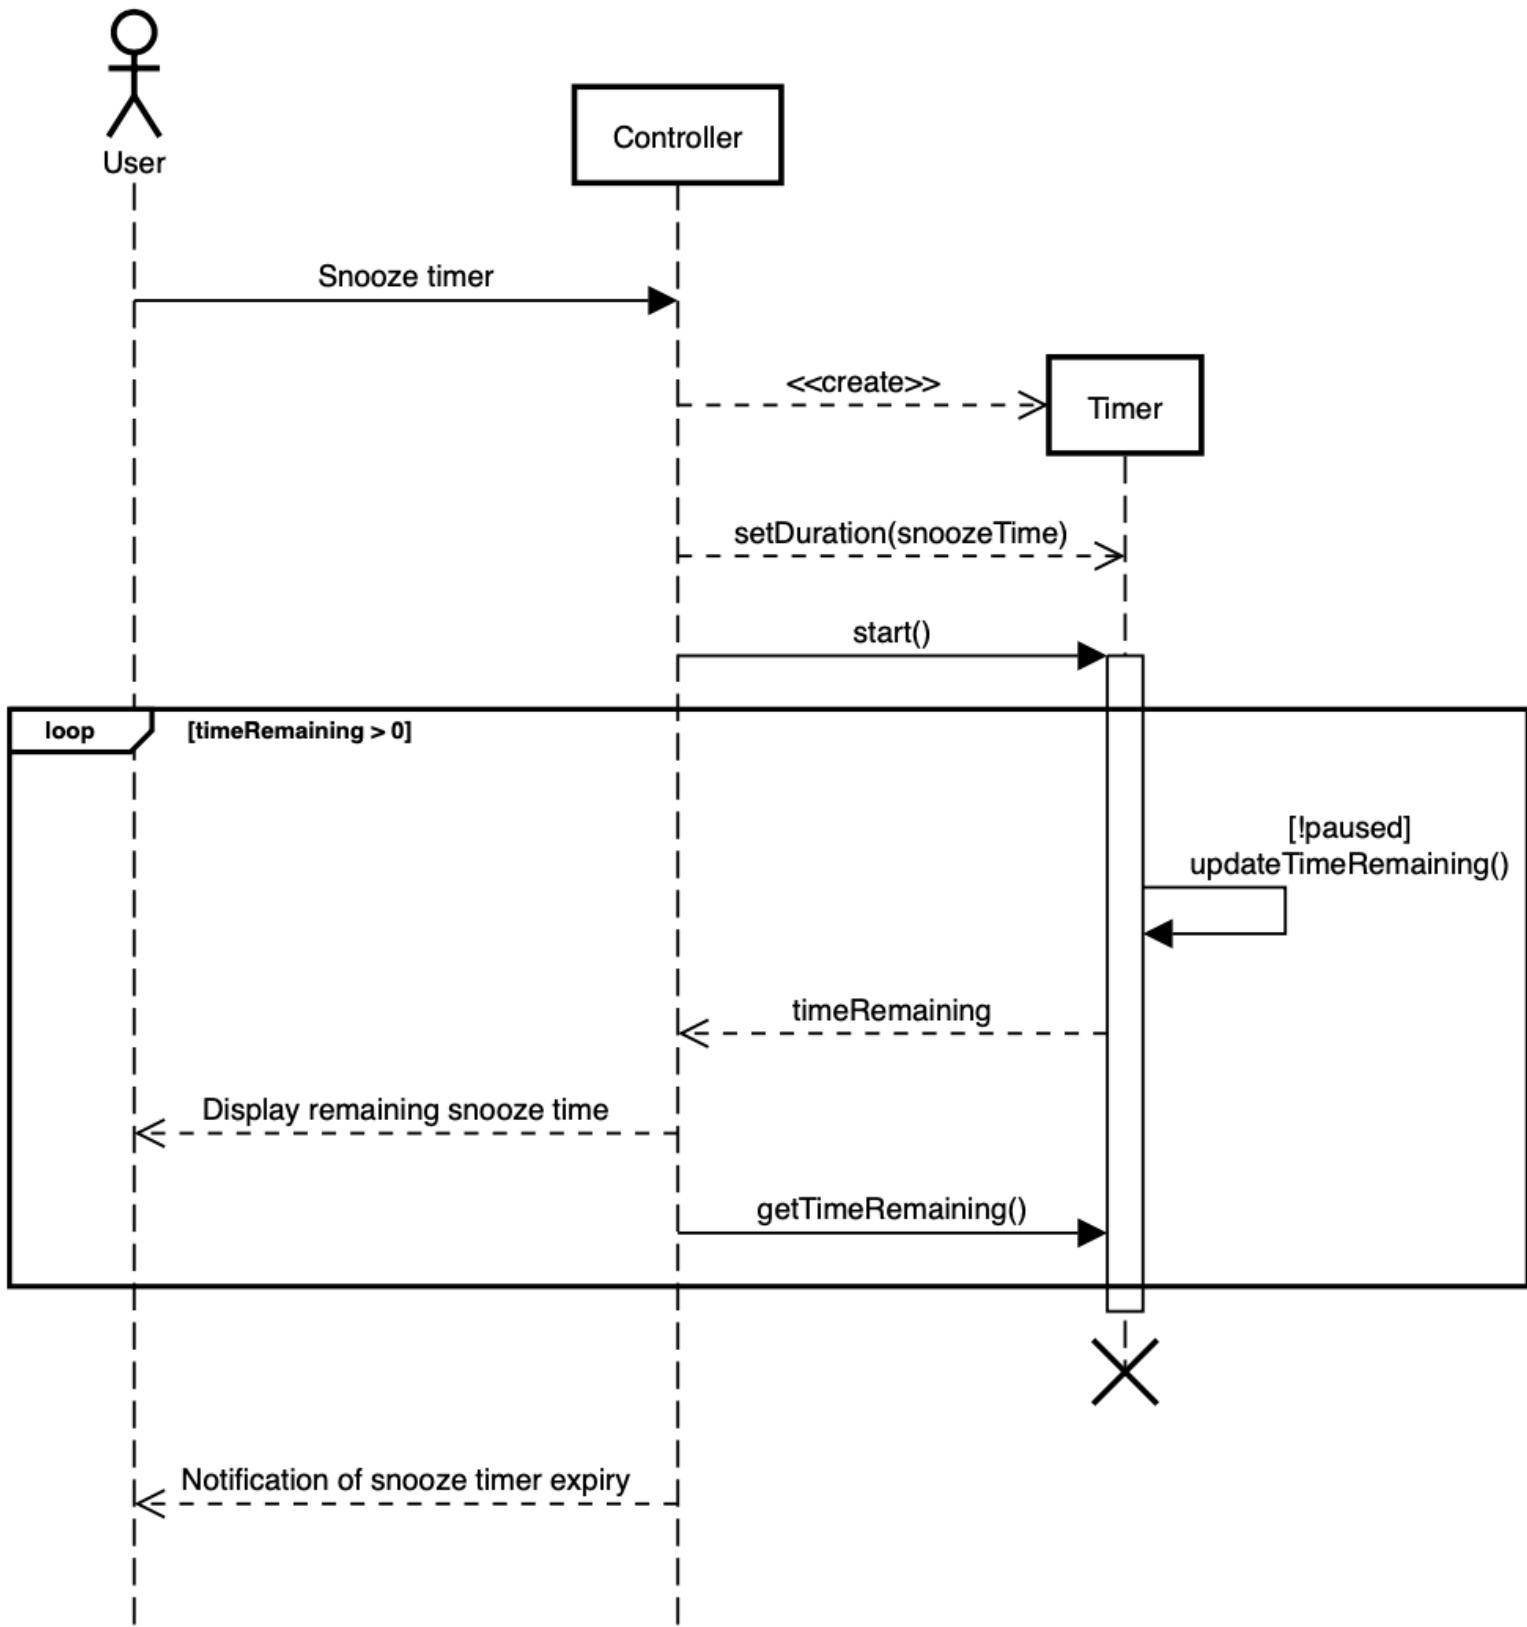 User
Controller
Snooze timer
<<create>>
Timer
setDuration(snoozeTime)
start()
loop
[timeRemaining > 0]
[!paused]
updateTimeRemaining()
timeRemaining
Display remaining snooze time
getTimeRemaining()
Notification of snooze timer expiry